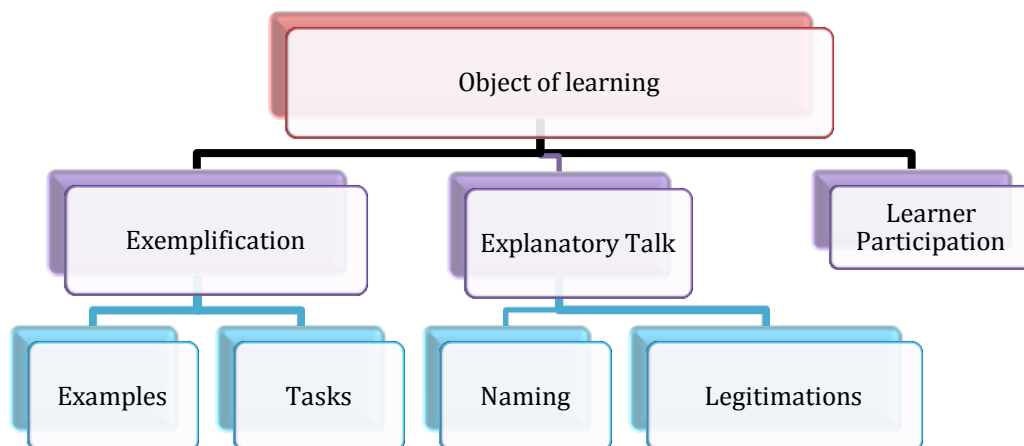 Object of learning
Exemplification
Explanatory Talk
Learner
Participation
Examples
Tasks
Naming
Legitimations